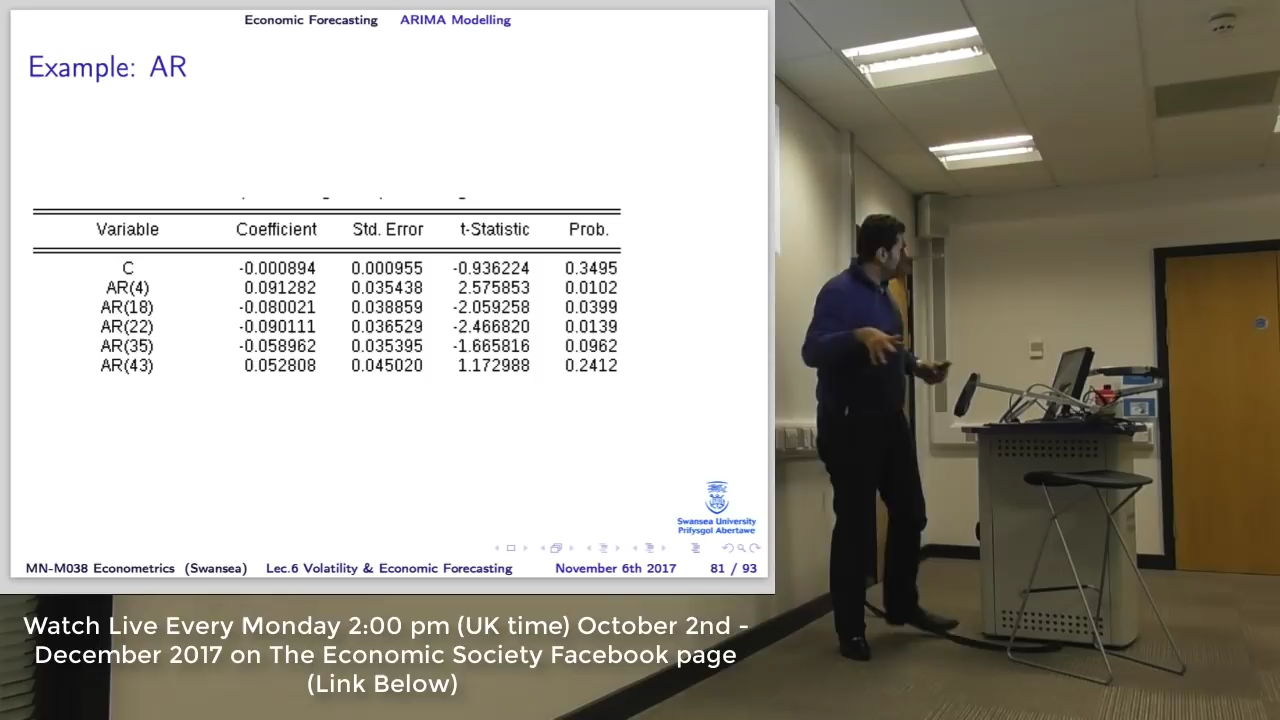 Economic Forecasting ARIMA Modelling
Example: AR
Variable Coefficient Std. Error t-Statistic Prob.
C -0.000894 0.000955 -0.936224 0.3495
AR(4) 0.091282 0.035438 2.575853 0.0102
AR(18) -0.080021 0.038859 -2.059258 0.0399
AR(22) -0.090111 0.036529 -2.466820 0.0139
AR(35) -0.058962 0.035395 -1.665816 0.0962
AR(43) 0.052808 0.045020 1.172988 0.2412
Swansea University
Prifysgol Abertawe
MN-M038 Econometrics (Swansea) Lec.6 Volatility & Economic Forecasting November 6th 2017 81 / 93
Watch Live Every Monday 2:00 pm (UK time) October 2nd -
December 2017 on The Economic Society Facebook page
(Link Below)